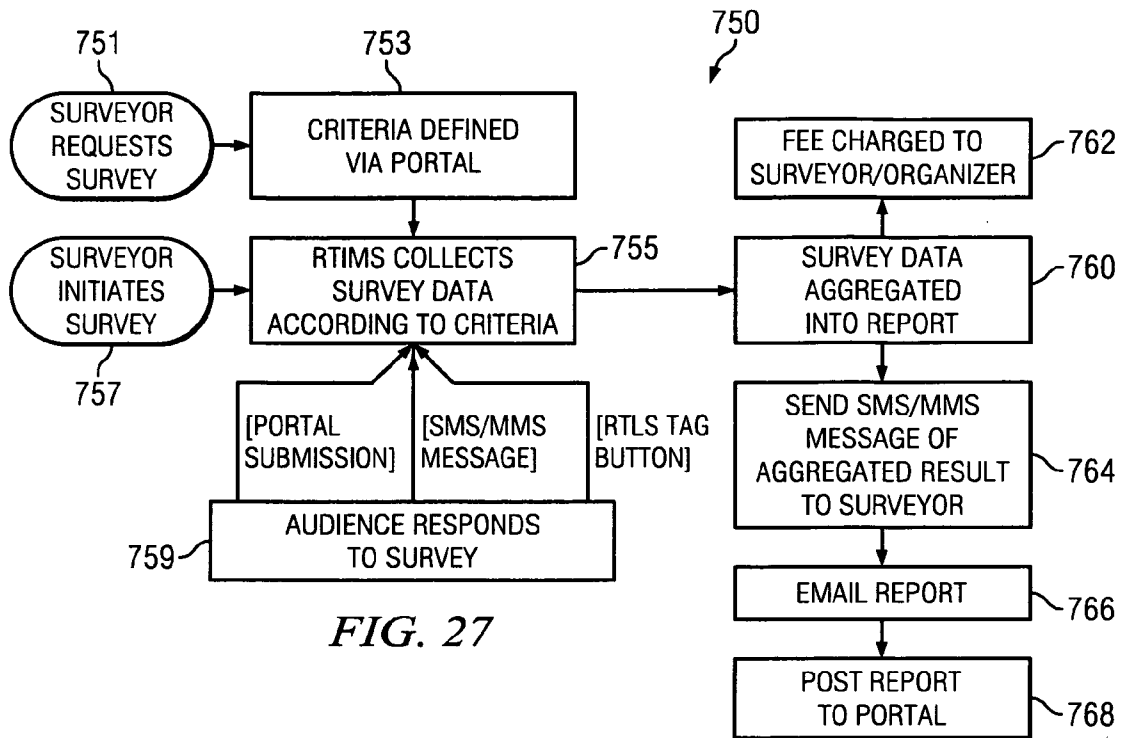 750
751
SURVEYOR
REQUESTS
SURVEY
753
CRITERIA DEFINED
VIA PORTAL
FEE CHARGED TO
SURVEYOR/ORGANIZER
762
SURVEYOR
INITIATES
SURVEY
757
RTIMS COLLECTS
SURVEY DATA
ACCORDING TO CRITERIA
755
SURVEY DATA
AGGREGATED
INTO REPORT
760
[PORTAL
SUBMISSION]
[SMS/MMS
MESSAGE]
[RTLS TAG
BUTTON]
AUDIENCE RESPONDS
TO SURVEY
759
SEND SMS/MMS
MESSAGE OF
AGGREGATED RESULT
TO SURVEYOR
764
EMAIL REPORT
766
POST REPORT
TO PORTAL
768
FIG. 27